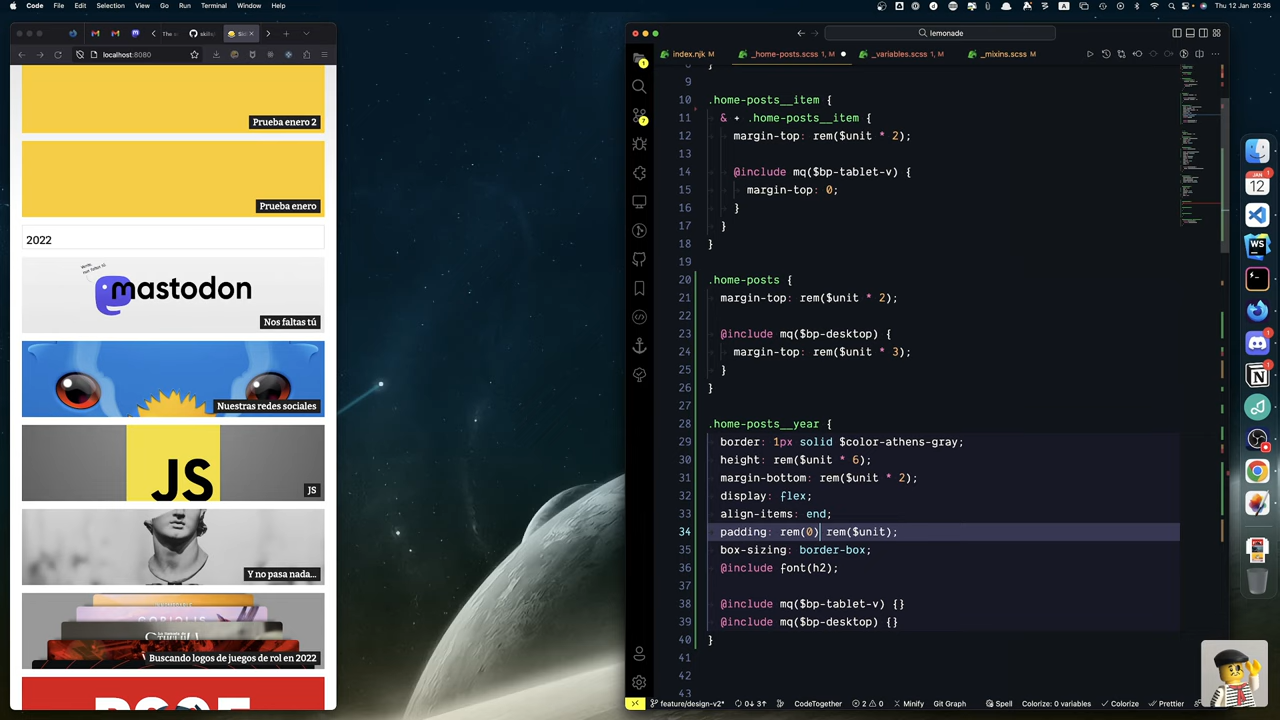 Code File Edit Selection View Go Run Terminal Window Help
Thu 12 Jan 20:36
localhost:8080
Prueba enero 2
Prueba enero
2022
mastodon
Nos faltas tú
Nuestras redes sociales
JS
JS
Y no pasa nada...
Buscando logos de juegos de rol en 2022
lemonade
index.njk M
_home-posts.scss 1, M
_variables.scss 1, M
_mixins.scss M
9
10 .home-posts__item {
11 & + .home-posts__item {
12 margin-top: rem($unit * 2);
13
14 @include mq($bp-tablet-v) {
15 margin-top: 0;
16 }
17 }
18 }
19
20 .home-posts {
21 margin-top: rem($unit * 2);
22
23 @include mq($bp-desktop) {
24 margin-top: rem($unit * 3);
25 }
26 }
27
28 .home-posts__year {
29 border: 1px solid $color-athens-gray;
30 height: rem($unit * 6);
31 margin-bottom: rem($unit * 2);
32 display: flex;
33 align-items: end;
34 padding: rem(0) rem($unit);
35 box-sizing: border-box;
36 @include font(h2);
37
38 @include mq($bp-tablet-v) {}
39 @include mq($bp-desktop) {}
40 }
41
42
43
feature/design-v2* 0↓ 3↑ CodeTogether 2 0 Minify Git Graph Spell Colorize: 0 variables Colorize Prettier